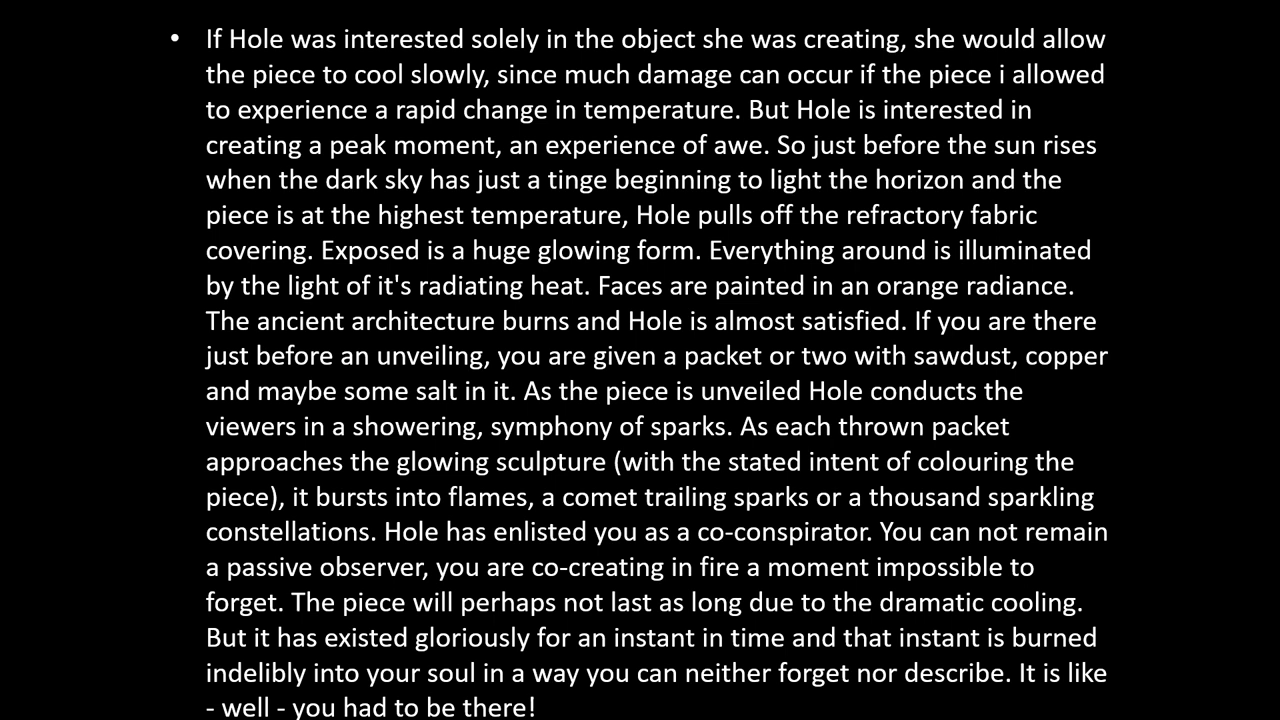 • If Hole was interested solely in the object she was creating, she would allow
the piece to cool slowly, since much damage can occur if the piece i allowed
to experience a rapid change in temperature. But Hole is interested in
creating a peak moment, an experience of awe. So just before the sun rises
when the dark sky has just a tinge beginning to light the horizon and the
piece is at the highest temperature, Hole pulls off the refractory fabric
covering. Exposed is a huge glowing form. Everything around is illuminated
by the light of it's radiating heat. Faces are painted in an orange radiance.
The ancient architecture burns and Hole is almost satisfied. If you are there
just before an unveiling, you are given a packet or two with sawdust, copper
and maybe some salt in it. As the piece is unveiled Hole conducts the
viewers in a showering, symphony of sparks. As each thrown packet
approaches the glowing sculpture (with the stated intent of colouring the
piece), it bursts into flames, a comet trailing sparks or a thousand sparkling
constellations. Hole has enlisted you as a co-conspirator. You can not remain
a passive observer, you are co-creating in fire a moment impossible to
forget. The piece will perhaps not last as long due to the dramatic cooling.
But it has existed gloriously for an instant in time and that instant is burned
indelibly into your soul in a way you can neither forget nor describe. It is like
- well - you had to be there!